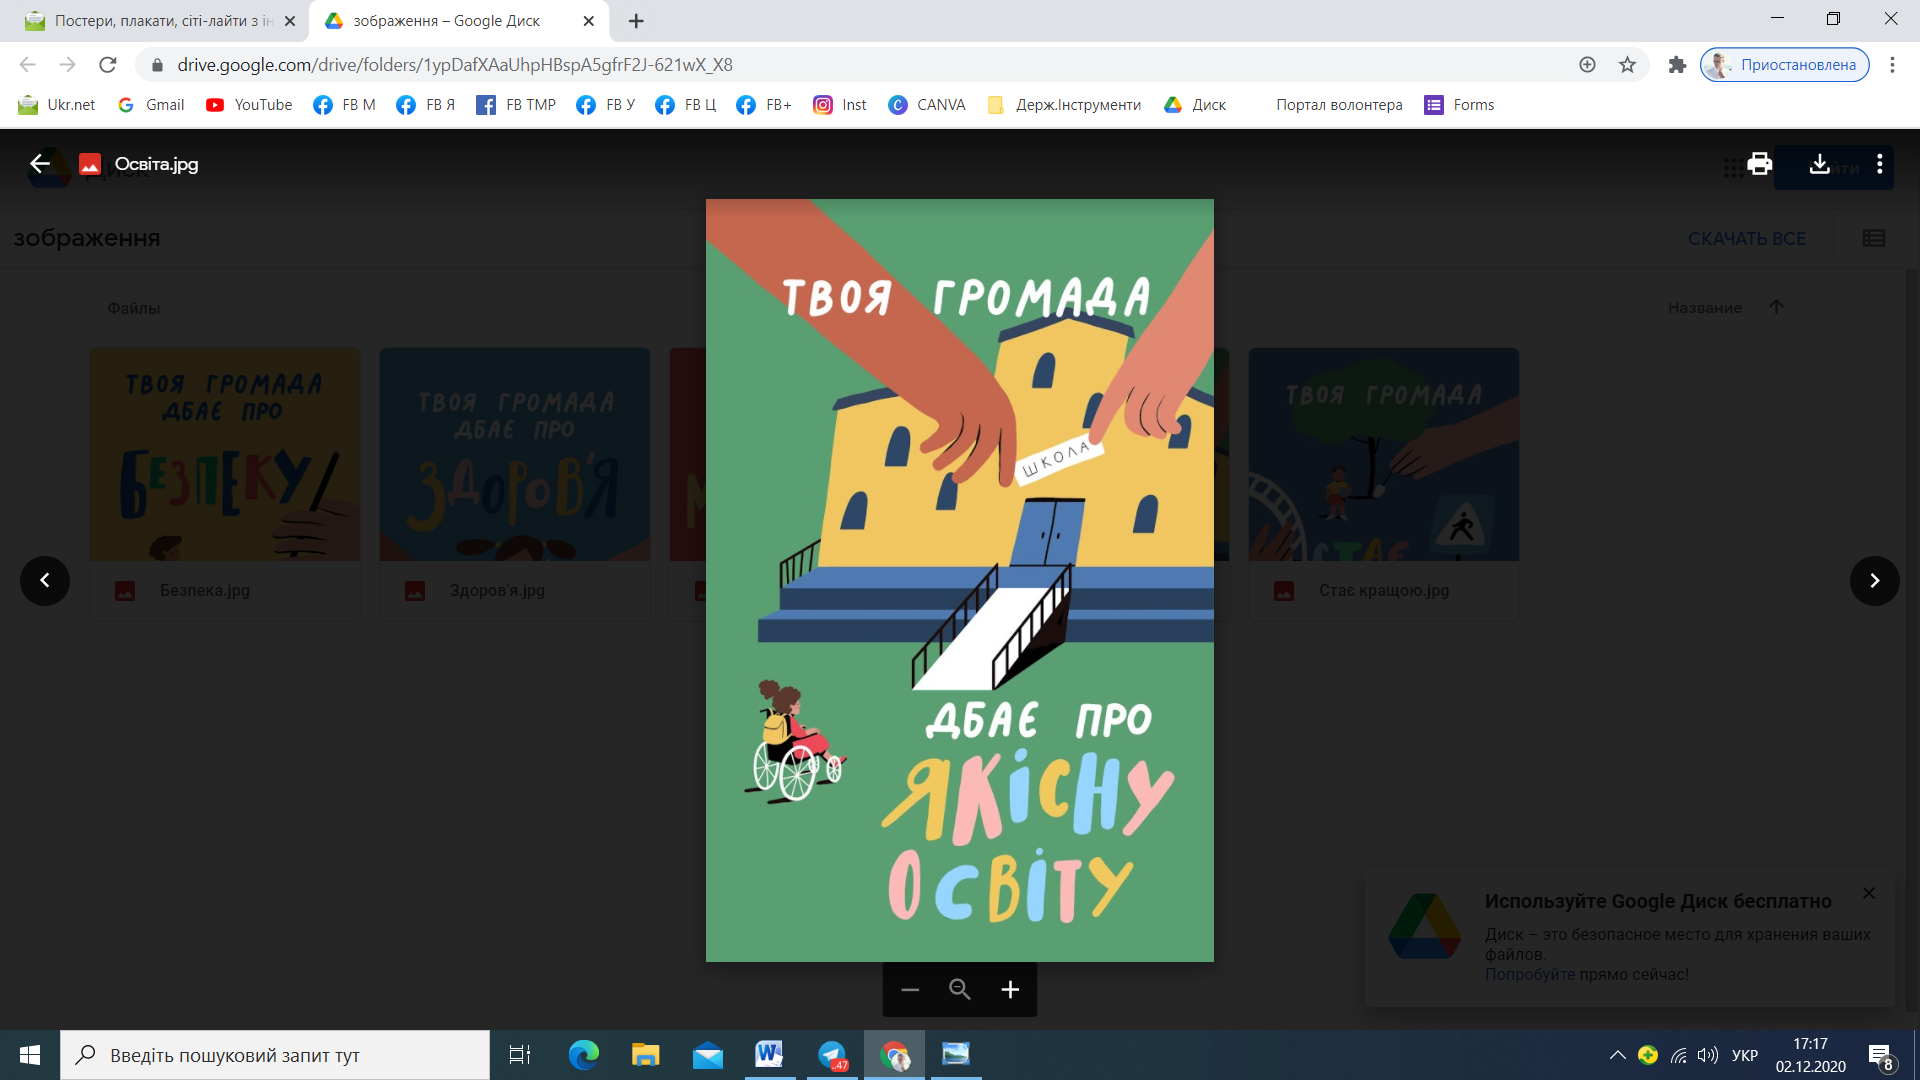 Постери, плакати, сіті-лайти з ін
зображення – Google Диск
drive.google.com/drive/folders/1ypDafXAaUhpHBspA5gfrF2J-621wX_X8
Приостановлена
Ukr.net
Gmail
YouTube
FB М
FB Я
FB ТМР
FB У
FB Ц
FB+
Inst
CANVA
Держ.Інструменти
Диск
Портал волонтера
Forms
Освіта.jpg
зображення
СКАЧАТЬ ВСЕ
Файлы
Название
ТВОЯ ГРОМАДА
ДБАЄ ПРО
БЕЗПЕКУ
Безпека.jpg
ТВОЯ ГРОМАДА
ДБАЄ ПРО
ЗДОРОВ'Я
Здоров'я.jpg
ТВОЯ ГРОМАДА
ШКОЛА
ДБАЄ ПРО
ЯКІСНУ
ОСВІТУ
ТВОЯ ГРОМАДА
СТАЄ
Стає кращою.jpg
Используйте Google Диск бесплатно
Диск – это безопасное место для хранения ваших
файлов.
Попробуйте прямо сейчас!
Введіть пошуковий запит тут
..47
УКР
17:17
02.12.2020
8